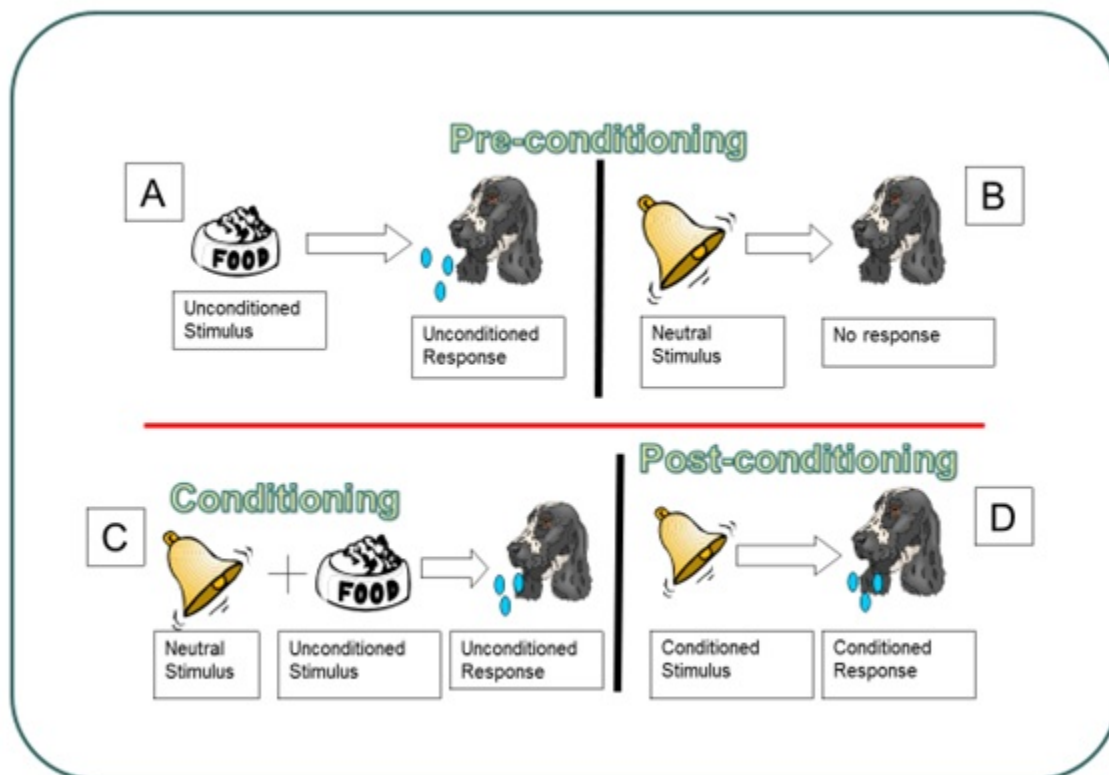 Pre-conditioning
A
B
FOOD
Unconditioned
Stimulus
Unconditioned
Response
Neutral
Stimulus
No response
Conditioning
Post-conditioning
C
D
FOOD
Neutral
Stimulus
Unconditioned
Stimulus
Unconditioned
Response
Conditioned
Stimulus
Conditioned
Response